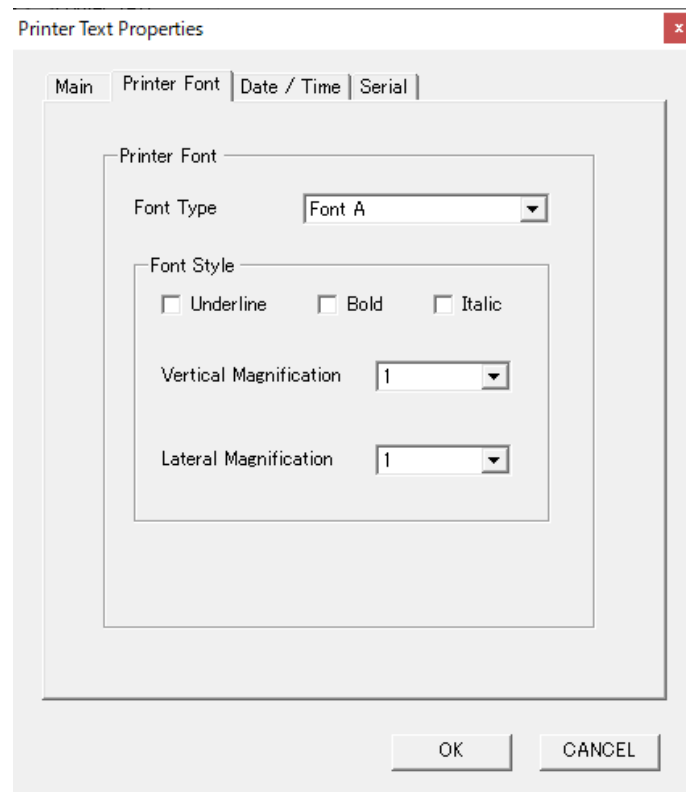 Printer Text Properties
x
Main Printer Font Date / Time Serial
Printer Font
Font Type Font A
Font Style
Underline Bold Italic
Vertical Magnification 1
Lateral Magnification 1
OK CANCEL